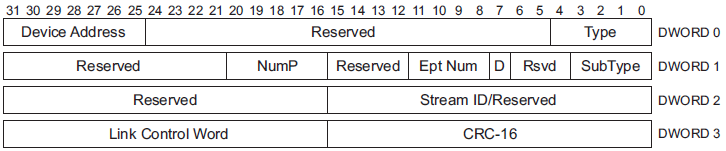 31 30 29 28 27 26 25 24 23 22 21 20 19 18 17 16 15 14 13 12 11 10 9 8 7 6 5 4 3 2 1 0
Device Address Reserved Type DWORD 0
Reserved NumP Reserved Ept Num D Rsvd SubType DWORD 1
Reserved Stream ID/Reserved DWORD 2
Link Control Word CRC-16 DWORD 3